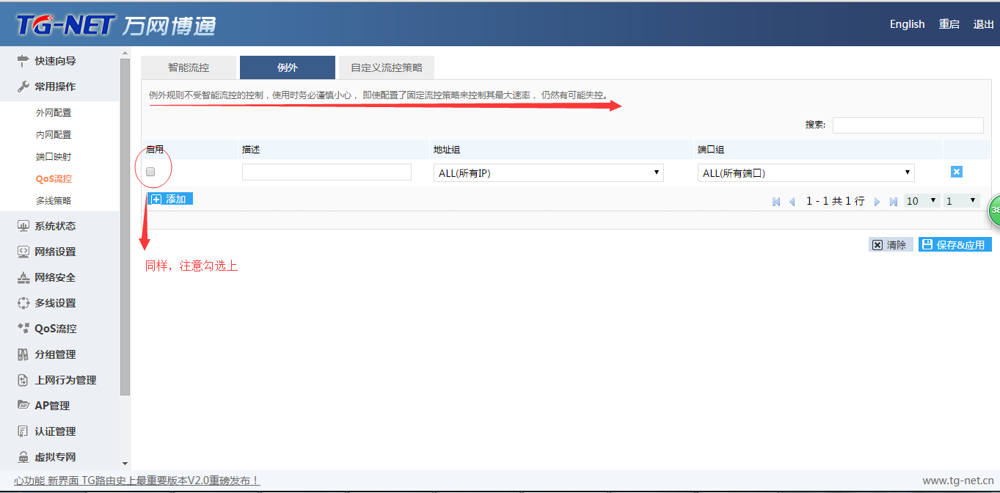 TG-NET 万网博通
English 重启 退出
快速向导
常用操作
外网配置
内网配置
端口映射
QoS流控
多线策略
系统状态
网络设置
网络安全
多线设置
QoS流控
分组管理
上网行为管理
AP管理
认证管理
虚拟专网
智能流控 例外 自定义流控策略
例外规则不受智能流控的控制，使用时务必谨慎小心， 即使配置了固定流控策略来控制其最大速率， 仍然有可能失控。
搜索:
启用 描述 地址组 端口组
ALL(所有IP) ALL(所有端口)
添加 1 - 1 共 1 行 10 1
38
清除 保存&应用
同样，注意勾选上
心功能 新界面 TG路由史上最重要版本V2.0重磅发布！ www.tg-net.cn